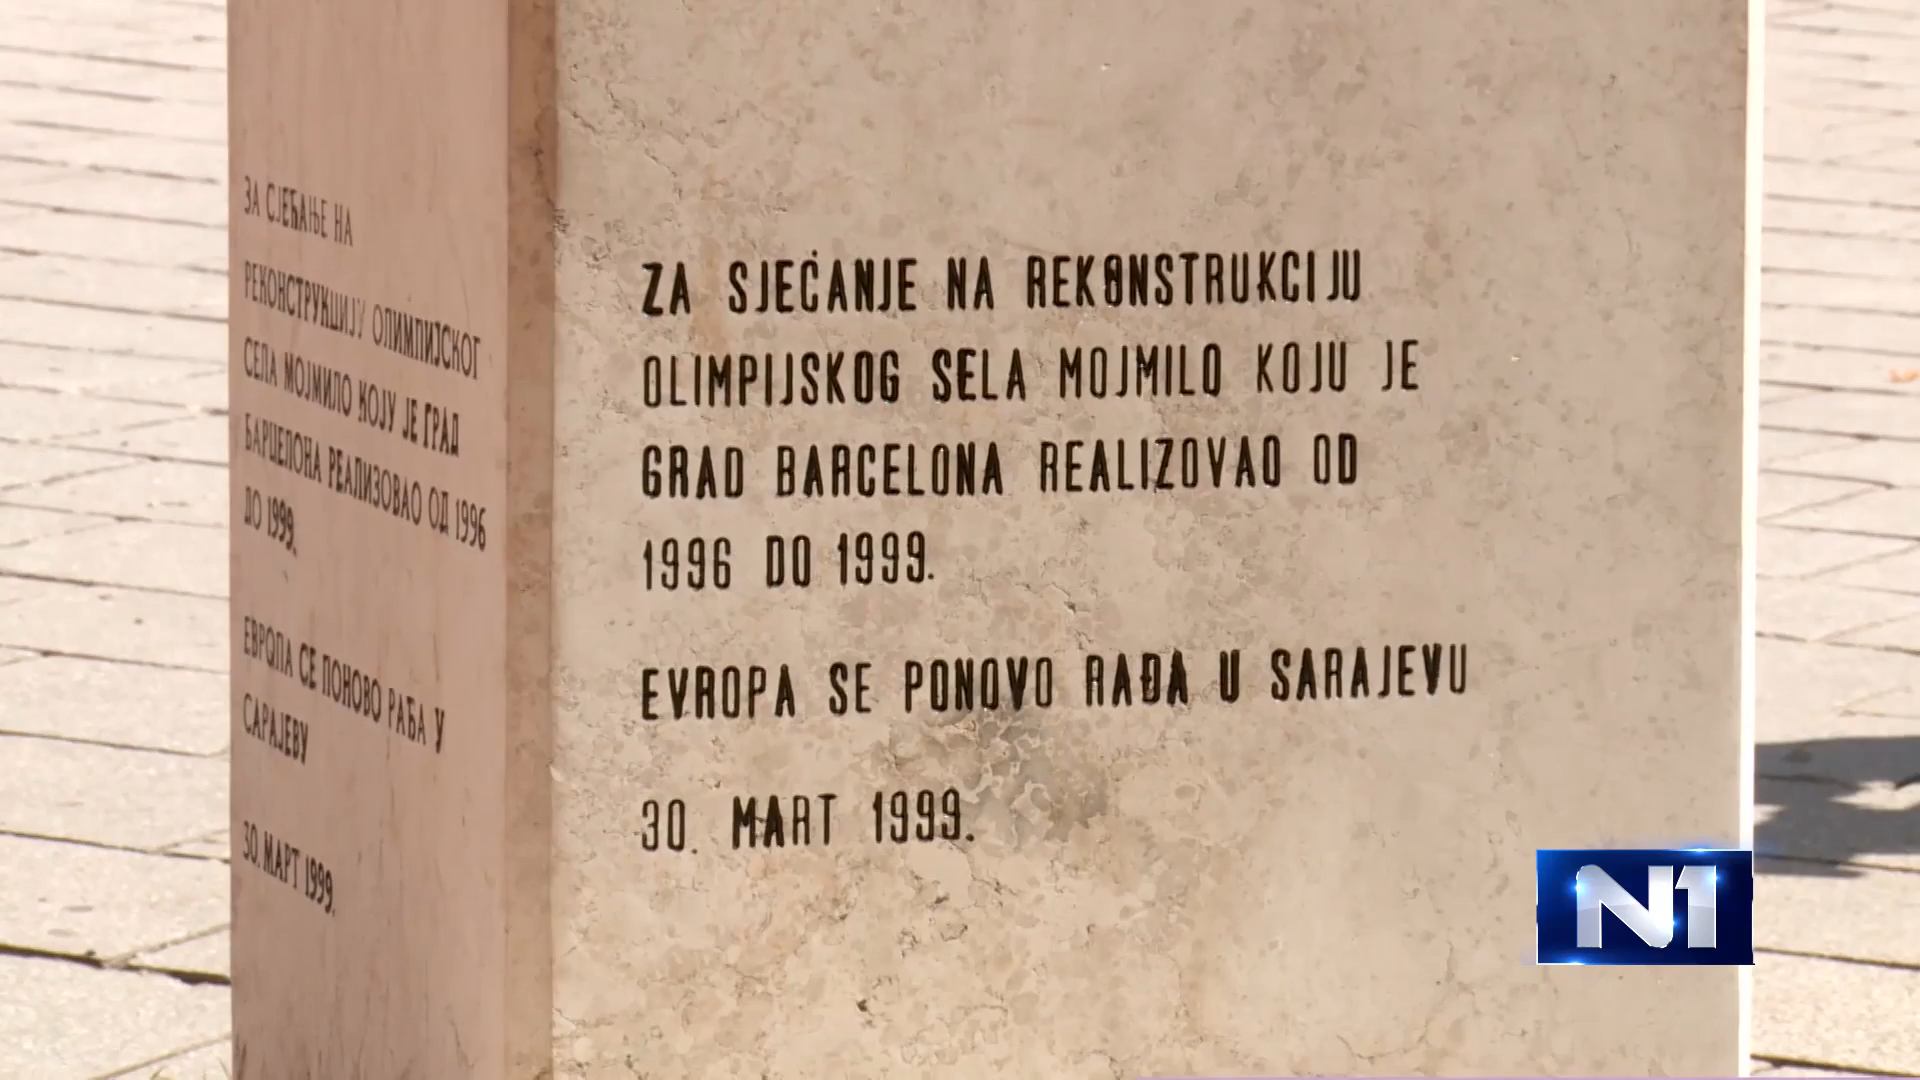 ЗА СЈЕЋАЊЕ НА
РЕКОНСТРУКЦИЈУ ОЛИМПИЈСКОГ
СЕЛА МОЈМИЛО КОЈУ ЈЕ ГРАД
БАРЦЕЛОНА РЕАЛИЗОВАО ОД 1996
ДО 1999.
ЕВРОПА СЕ ПОНОВО РАЂА У
САРАЈЕВУ
30. МАРТ 1999.
ZA SJEĆANJE NA REKONSTRUKCIJU
OLIMPIJSKOG SELA MOJMILO KOJU JE
GRAD BARCELONA REALIZOVAO OD
1996 DO 1999.
EVROPA SE PONOVO RAĐA U SARAJEVU
30. MART 1999.
N1